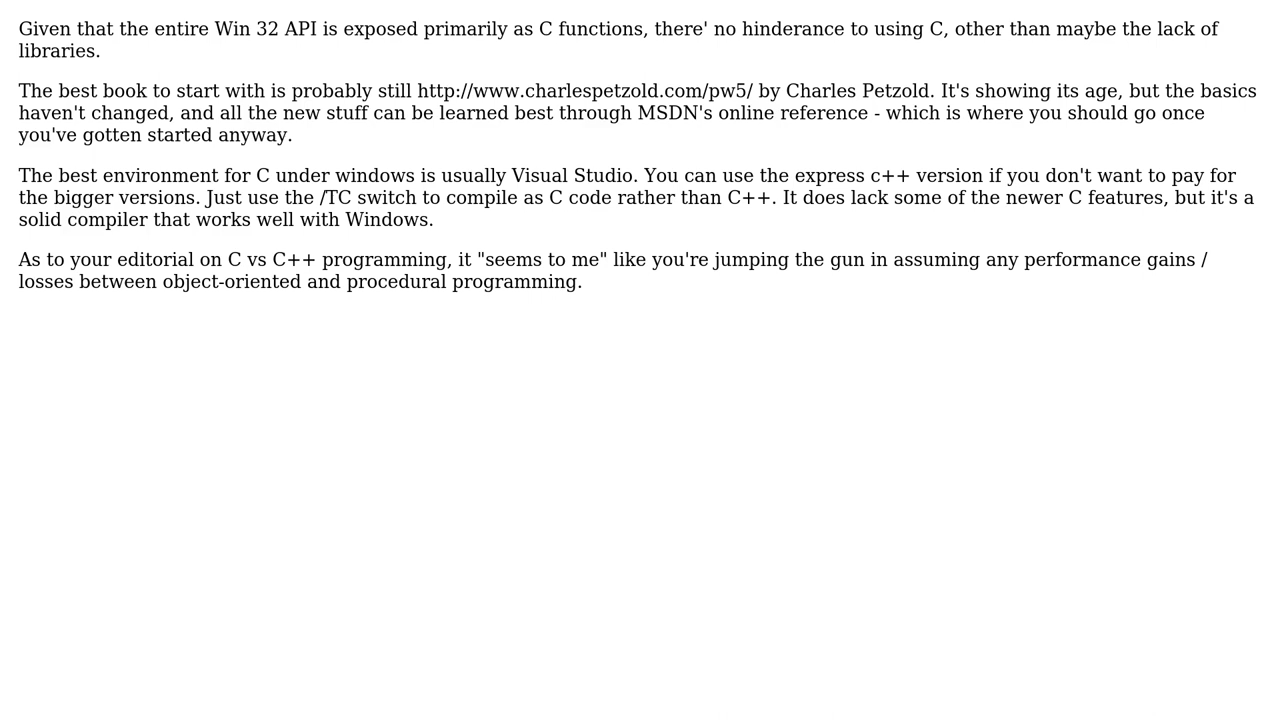 Given that the entire Win 32 API is exposed primarily as C functions, there' no hinderance to using C, other than maybe the lack of
libraries.
The best book to start with is probably still http://www.charlespetzold.com/pw5/ by Charles Petzold. It's showing its age, but the basics
haven't changed, and all the new stuff can be learned best through MSDN's online reference - which is where you should go once
you've gotten started anyway.
The best environment for C under windows is usually Visual Studio. You can use the express c++ version if you don't want to pay for
the bigger versions. Just use the /TC switch to compile as C code rather than C++. It does lack some of the newer C features, but it's a
solid compiler that works well with Windows.
As to your editorial on C vs C++ programming, it "seems to me" like you're jumping the gun in assuming any performance gains /
losses between object-oriented and procedural programming.